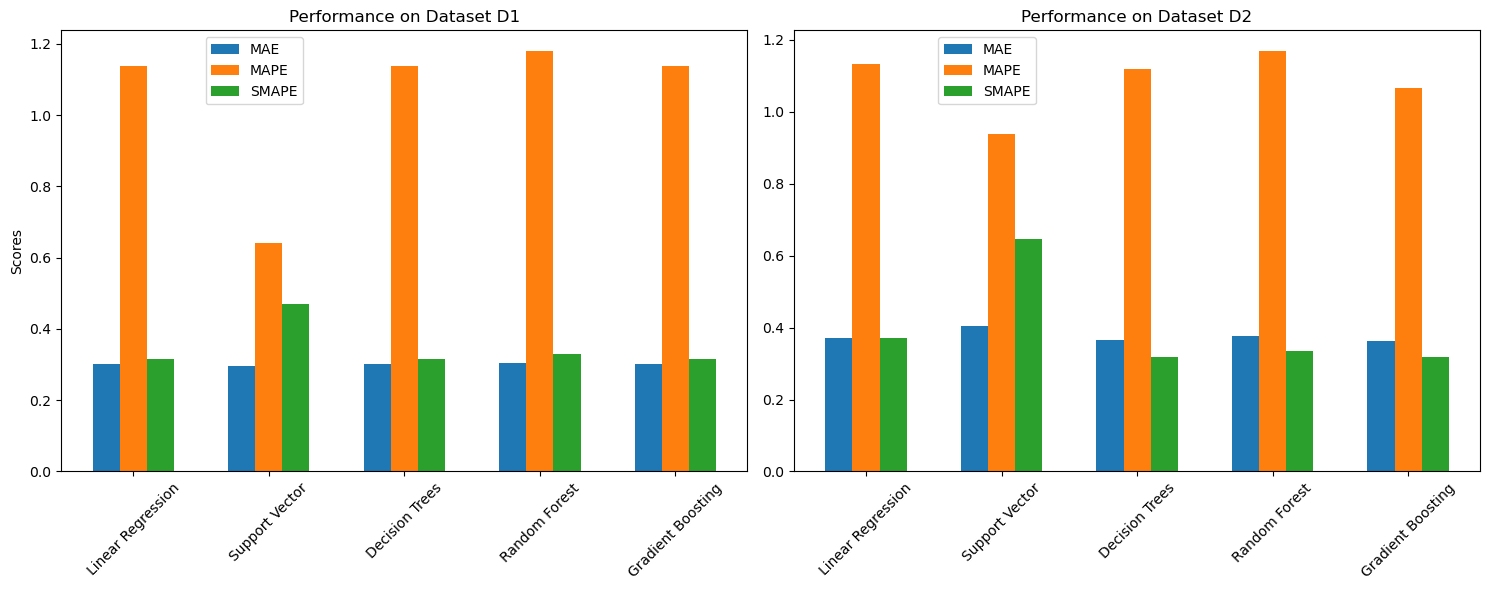 Performance on Dataset D1
Scores
1.2
1.0
0.8
0.6
0.4
0.2
0.0
MAE
MAPE
SMAPE
Linear Regression
Support Vector
Decision Trees
Random Forest
Gradient Boosting
Performance on Dataset D2
1.2
1.0
0.8
0.6
0.4
0.2
0.0
MAE
MAPE
SMAPE
Linear Regression
Support Vector
Decision Trees
Random Forest
Gradient Boosting